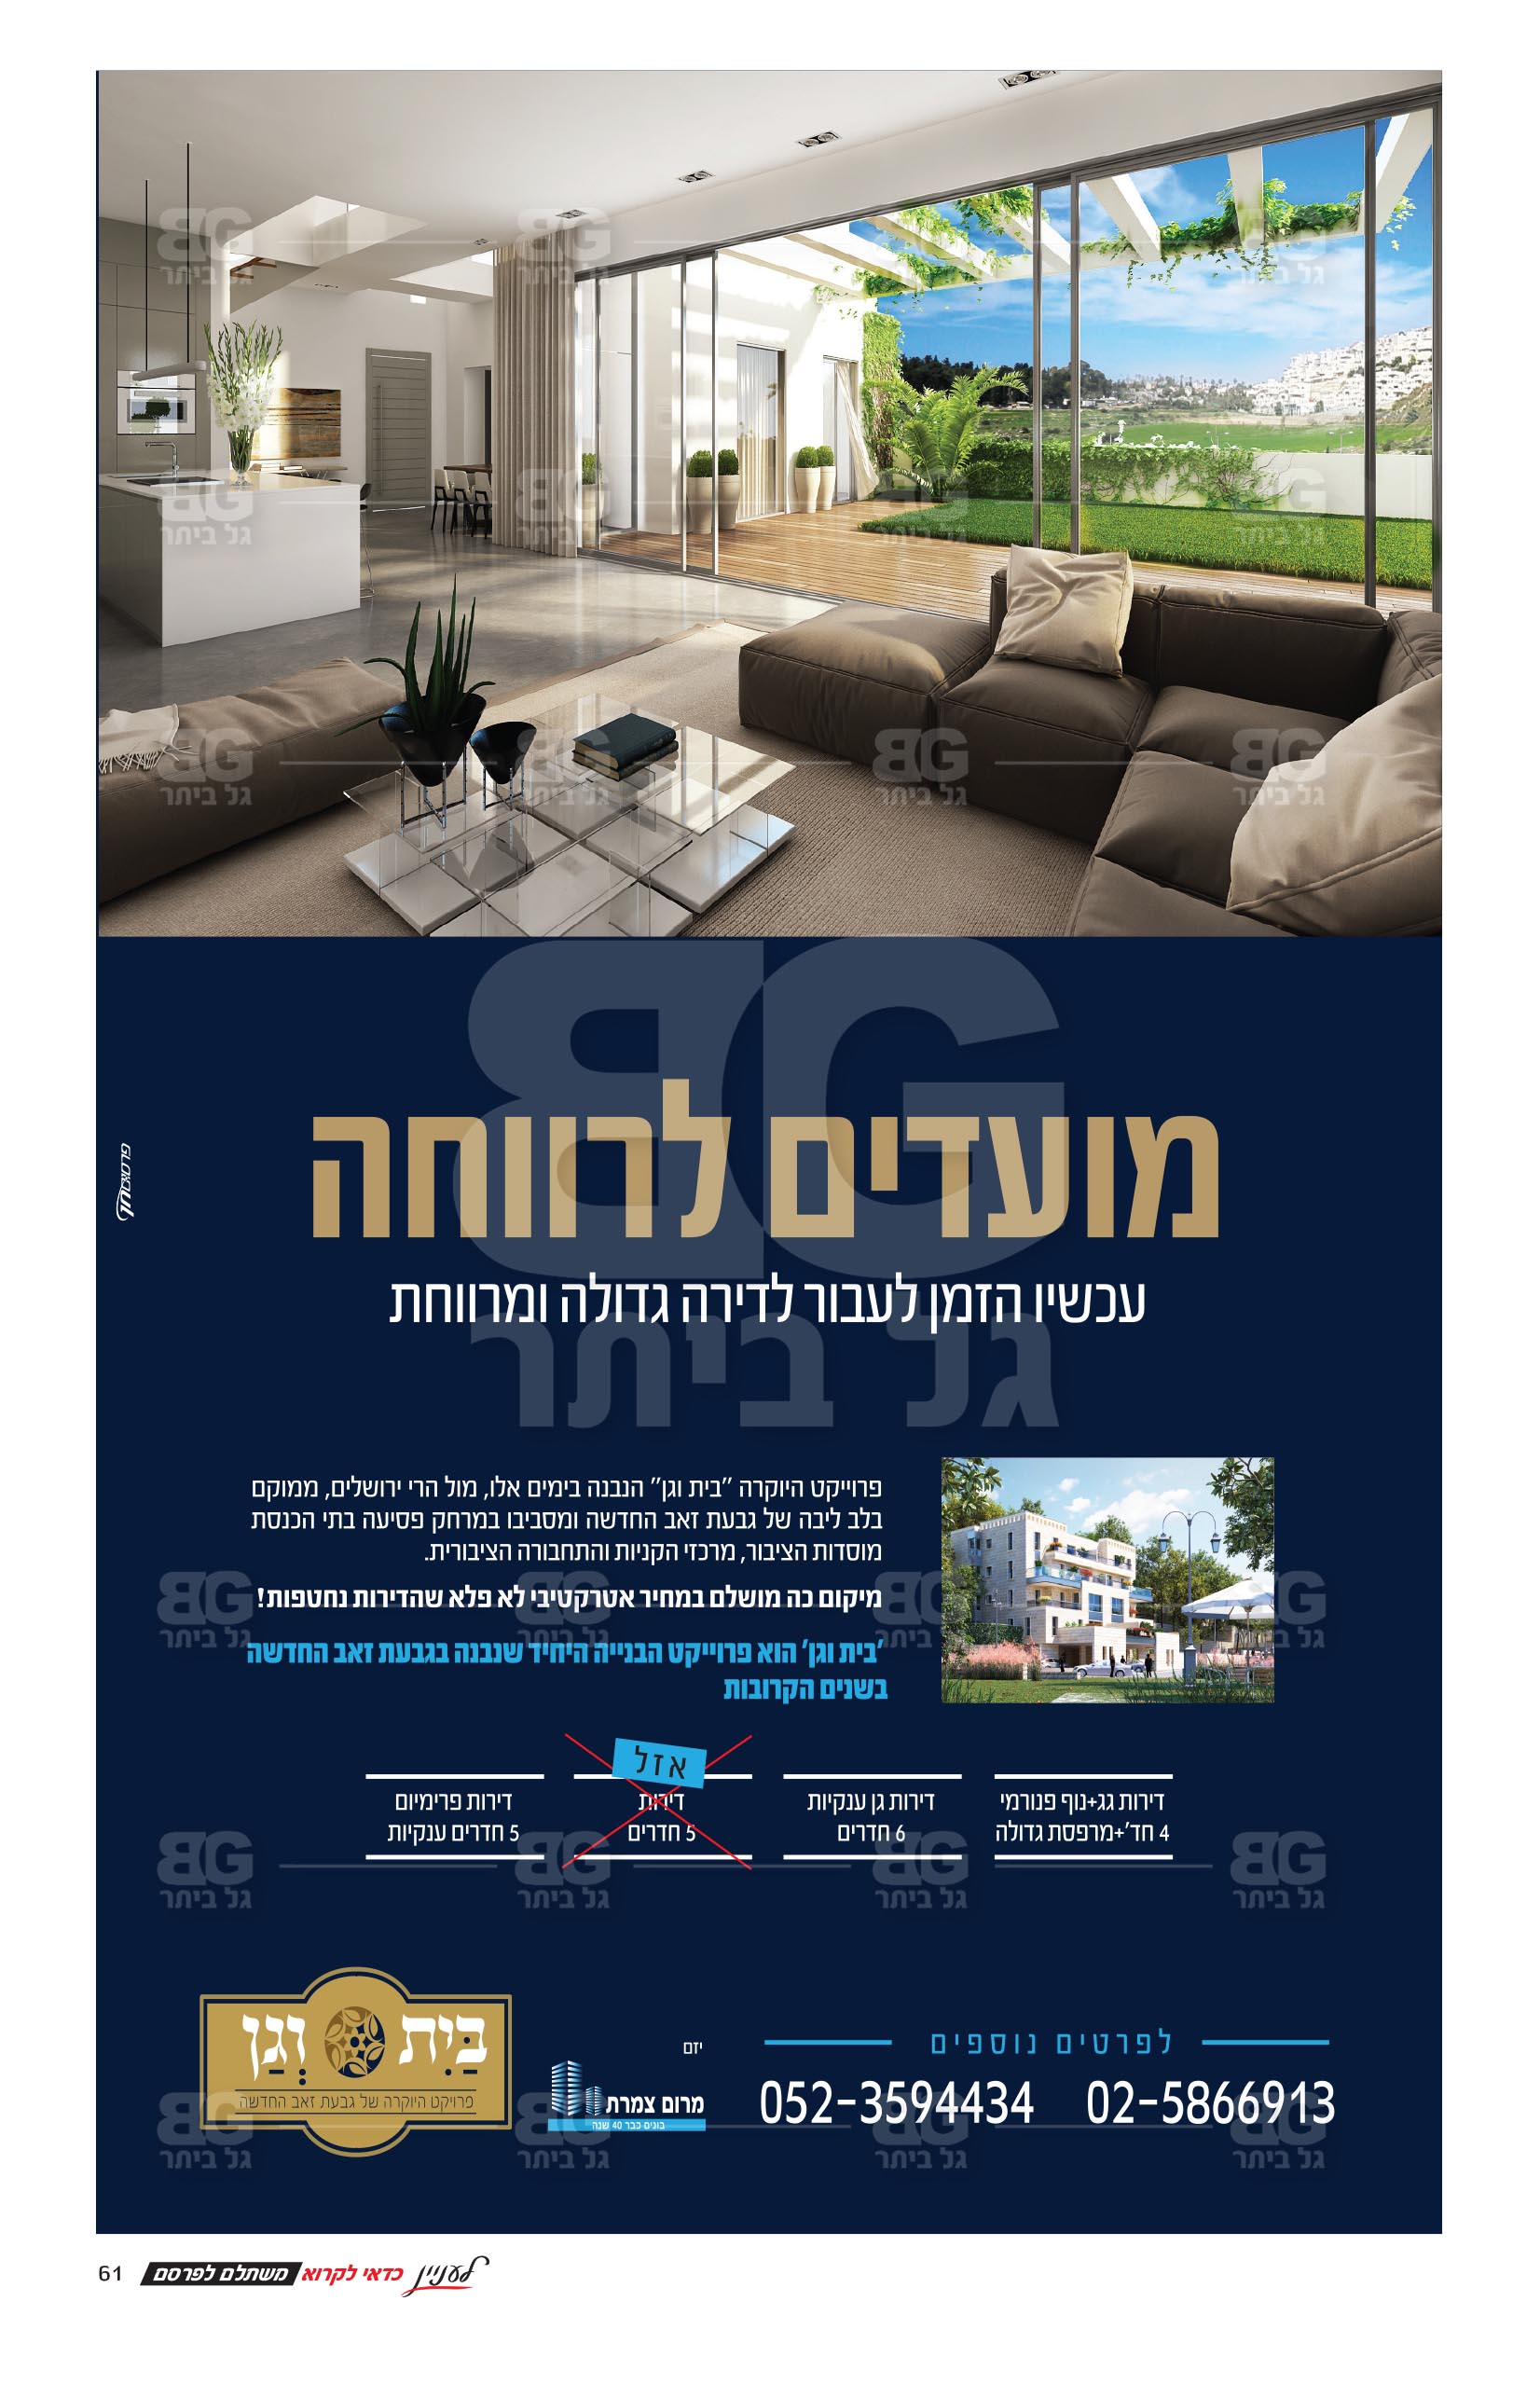 מועדים לרווחה
עכשיו הזמן לעבור לדירה גדולה ומרווחת
פרוייקט היוקרה "בית וגן" הנבנה בימים אלו, מול הרי ירושלים, ממוקם
בלב ליבה של גבעת זאב החדשה ומסביבו במרחק פסיעה בתי הכנסת
מוסדות הציבור, מרכזי הקניות והתחבורה הציבורית.
מיקום כה מושלם במחיר אטרקטיבי לא פלא שהדירות נחטפות!
'בית וגן' הוא פרוייקט הבנייה היחיד שנבנה בגבעת זאב החדשה
בשנים הקרובות
דירות גג+נוף פנורמי
4 חד'+מרפסת גדולה
דירות גן ענקיות
6 חדרים
אזל
דירות
5 חדרים
דירות פרימיום
5 חדרים ענקיות
לפרטים נוספים
02-5866913
052-3594434
יזם
מרום צמרת
בונים כבר 40 שנה
בַּיִת וְגַן
פרויקט היוקרה של גבעת זאב החדשה
BG
גל ביתר
לעניין כדאי לקרוא משתלם לפרסם
61